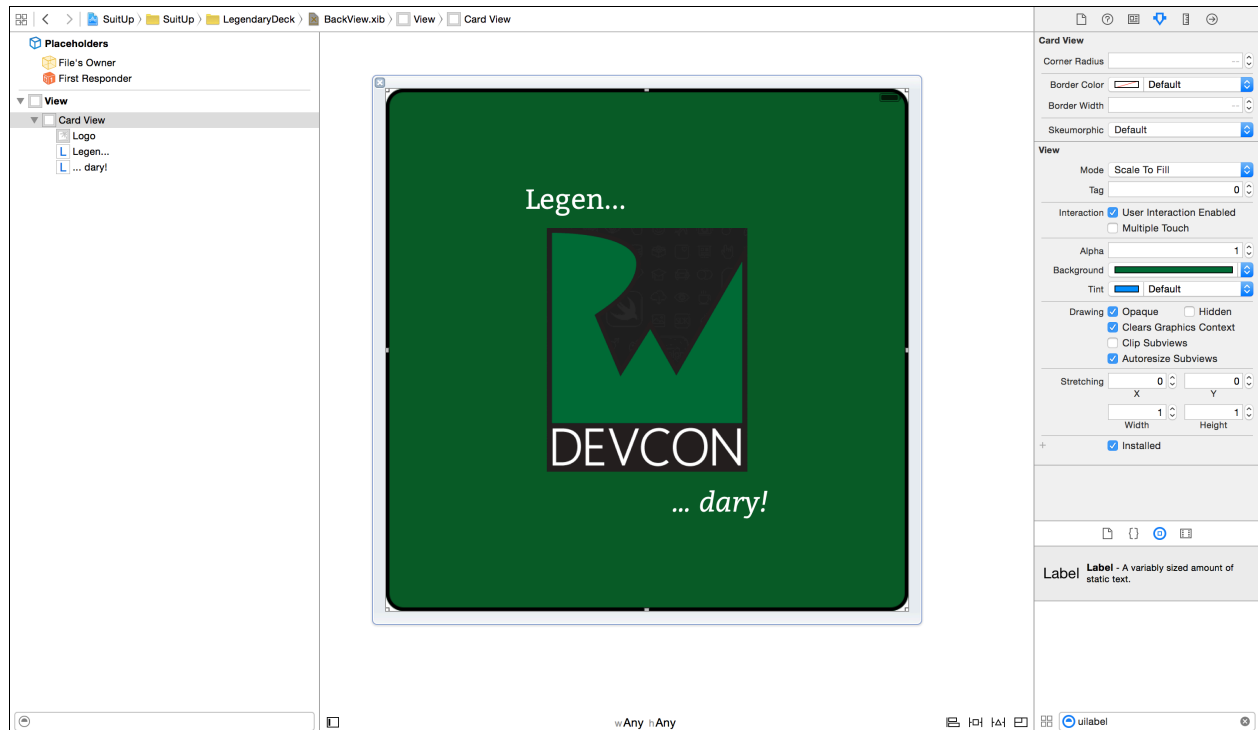 SuitUp SuitUp LegendaryDeck BackView.xib View Card View
Placeholders
File's Owner
First Responder
View
Card View
Logo
L Legen...
L ... dary!
Legen...
DEVCON
... dary!
wAny hAny
Card View
Corner Radius --
Border Color Default
Border Width --
Skeumorphic Default
View
Mode Scale To Fill
Tag 0
Interaction User Interaction Enabled
Multiple Touch
Alpha 1
Background
Tint Default
Drawing Opaque Hidden
Clears Graphics Context
Clip Subviews
Autoresize Subviews
Stretching 0 0
X Y
1 1
Width Height
+ Installed
{}
Label Label - A variably sized amount of
static text.
uilabel